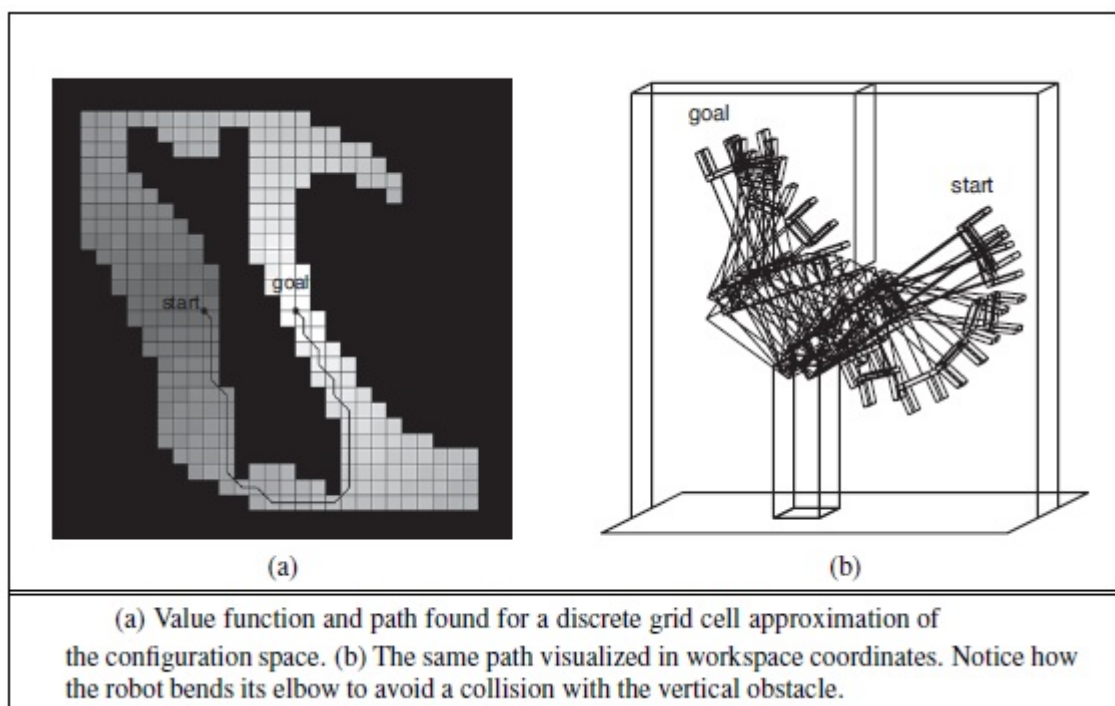 goal
start
goal
start
(a)
(b)
(a) Value function and path found for a discrete grid cell approximation of
the configuration space. (b) The same path visualized in workspace coordinates. Notice how
the robot bends its elbow to avoid a collision with the vertical obstacle.